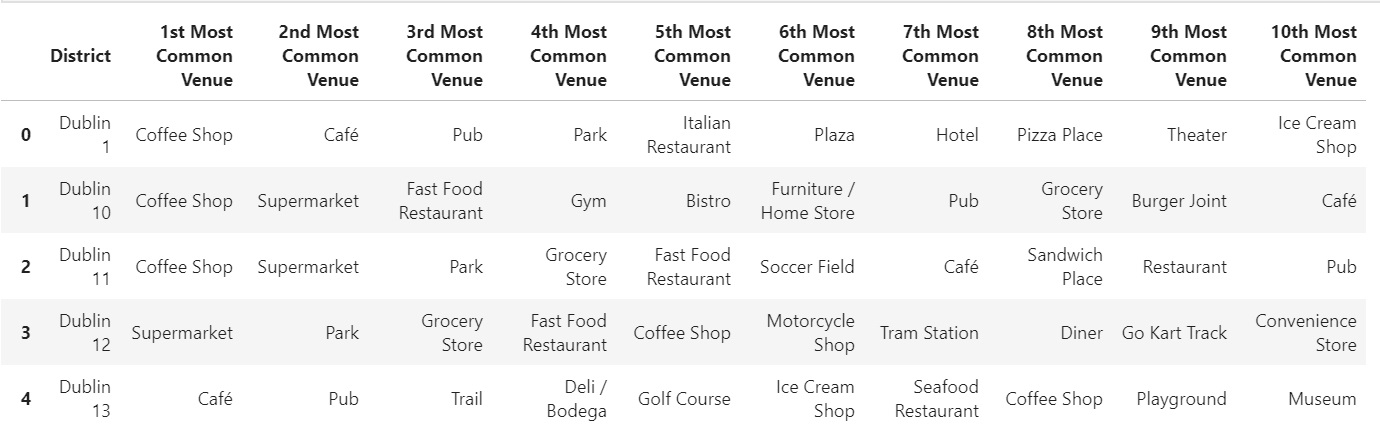 District 1st Most Common Venue 2nd Most Common Venue 3rd Most Common Venue 4th Most Common Venue 5th Most Common Venue 6th Most Common Venue 7th Most Common Venue 8th Most Common Venue 9th Most Common Venue 10th Most Common Venue
0 Dublin 1 Coffee Shop Café Pub Park Italian Restaurant Plaza Hotel Pizza Place Theater Ice Cream Shop
1 Dublin 10 Coffee Shop Supermarket Fast Food Restaurant Gym Bistro Furniture / Home Store Pub Grocery Store Burger Joint Café
2 Dublin 11 Coffee Shop Supermarket Park Grocery Store Fast Food Restaurant Soccer Field Café Sandwich Place Restaurant Pub
3 Dublin 12 Supermarket Park Grocery Store Fast Food Restaurant Coffee Shop Motorcycle Shop Tram Station Diner Go Kart Track Convenience Store
4 Dublin 13 Café Pub Trail Deli / Bodega Golf Course Ice Cream Shop Seafood Restaurant Coffee Shop Playground Museum